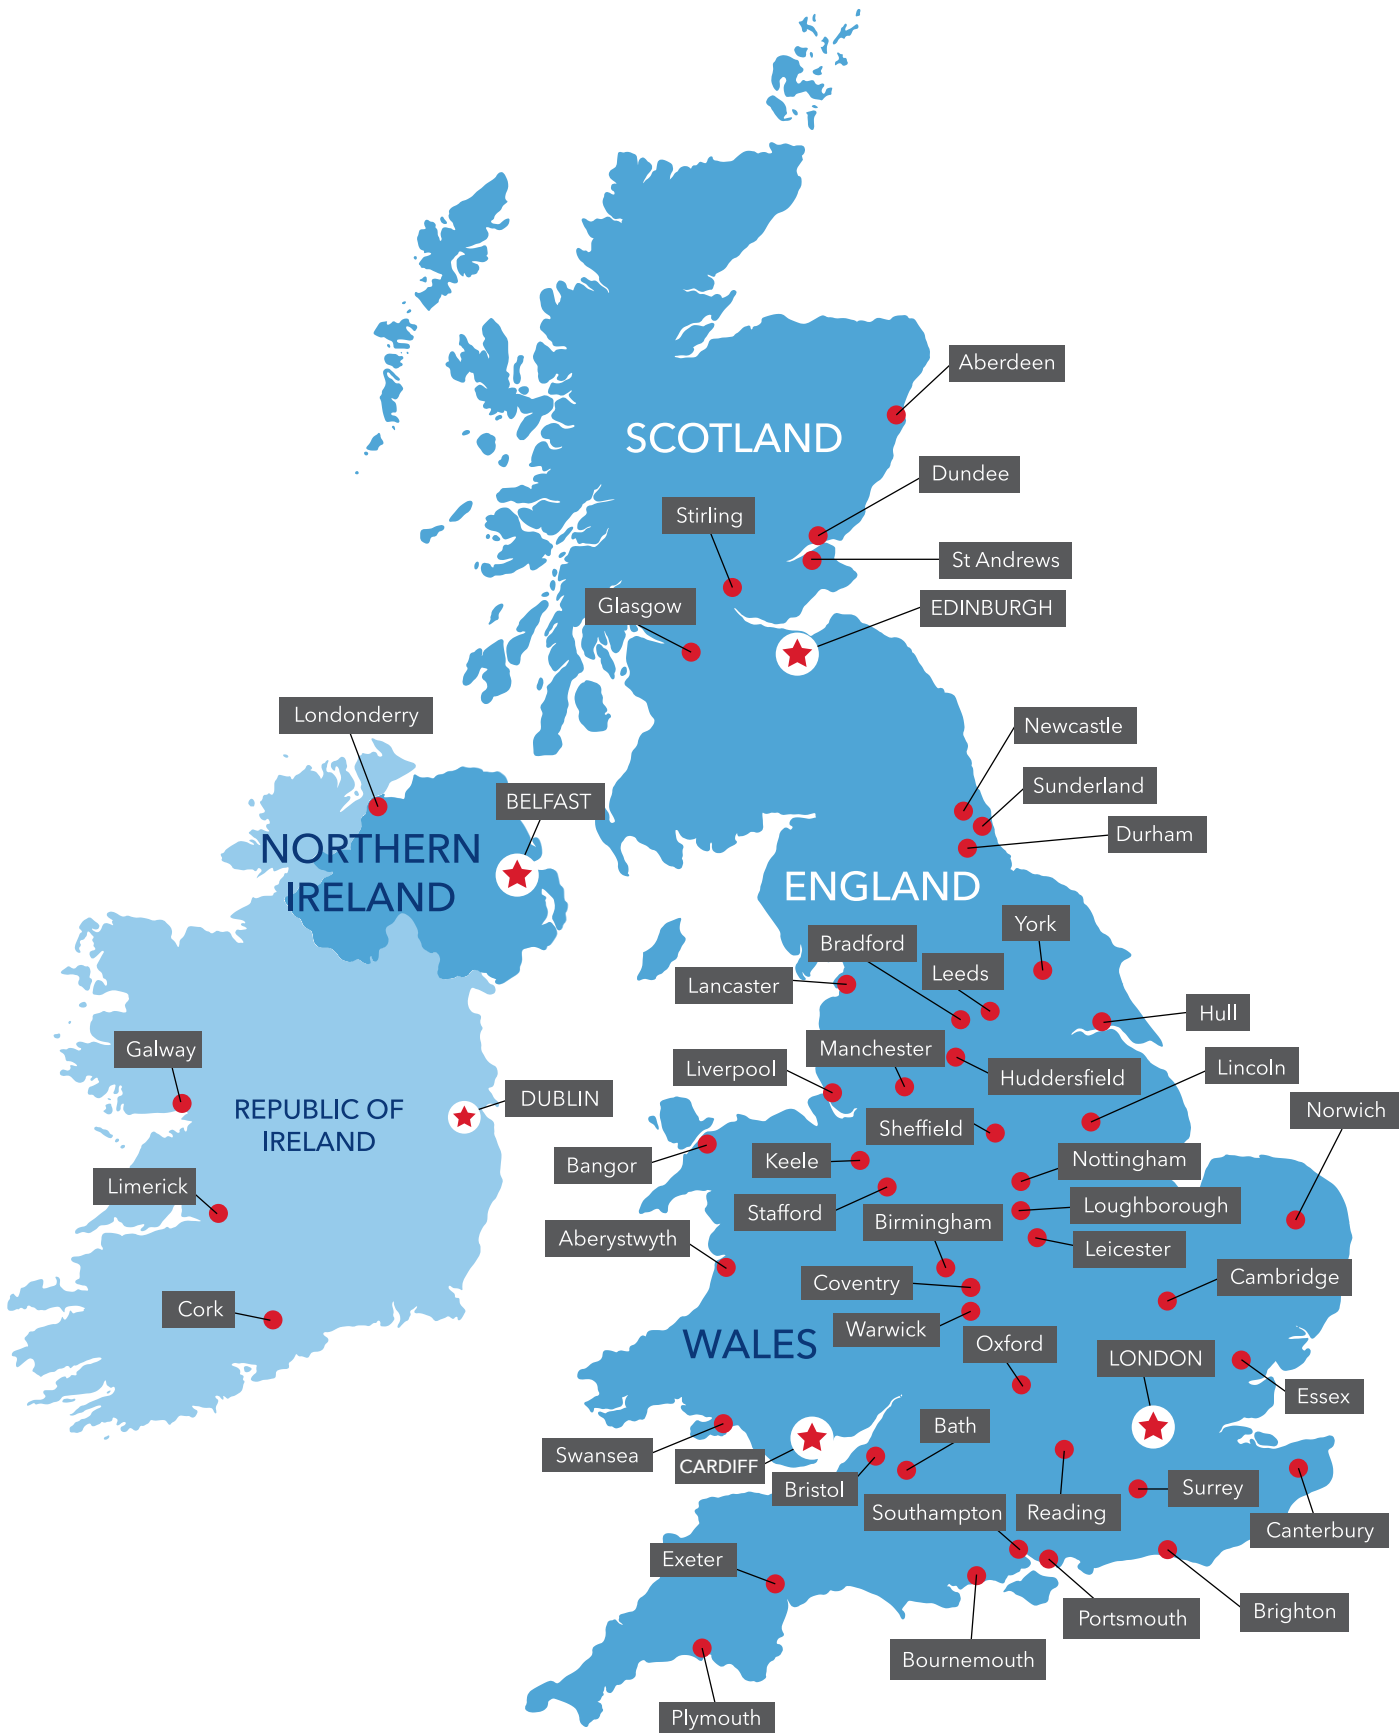 Aberdeen
SCOTLAND
Dundee
Stirling
St Andrews
Glasgow
EDINBURGH
Londonderry
Newcastle
Sunderland
BELFAST
Durham
NORTHERN
IRELAND
ENGLAND
York
Bradford
Leeds
Lancaster
Hull
Galway
Manchester
Liverpool
Huddersfield
Lincoln
DUBLIN
REPUBLIC OF
IRELAND
Norwich
Sheffield
Bangor
Keele
Nottingham
Limerick
Stafford
Loughborough
Birmingham
Aberystwyth
Leicester
Coventry
Cambridge
Cork
Warwick
WALES
Oxford
LONDON
Essex
Bath
Swansea
CARDIFF
Bristol
Surrey
Southampton
Reading
Canterbury
Exeter
Portsmouth
Brighton
Bournemouth
Plymouth